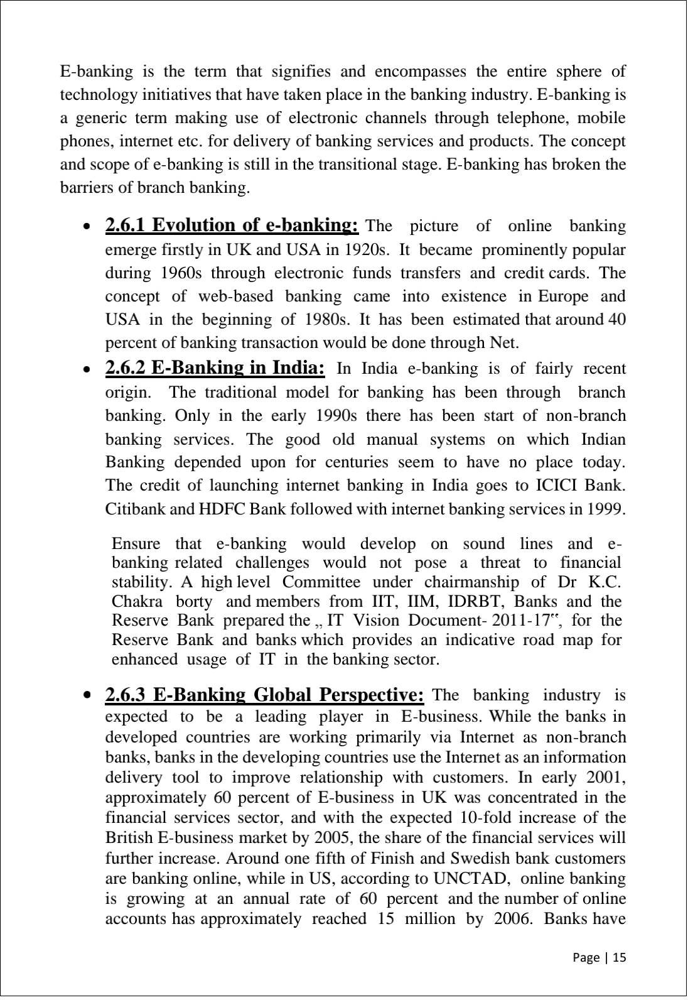 E-banking is the term that signifies and encompasses the entire sphere of
technology initiatives that have taken place in the banking industry. E-banking is
a generic term making use of electronic channels through telephone, mobile
phones, internet etc. for delivery of banking services and products. The concept
and scope of e-banking is still in the transitional stage. E-banking has broken the
barriers of branch banking.
• 2.6.1 Evolution of e-banking: The picture of online banking
emerge firstly in UK and USA in 1920s. It became prominently popular
during 1960s through electronic funds transfers and credit cards. The
concept of web-based banking came into existence in Europe and
USA in the beginning of 1980s. It has been estimated that around 40
percent of banking transaction would be done through Net.
• 2.6.2 E-Banking in India: In India e-banking is of fairly recent
origin. The traditional model for banking has been through branch
banking. Only in the early 1990s there has been start of non-branch
banking services. The good old manual systems on which Indian
Banking depended upon for centuries seem to have no place today.
The credit of launching internet banking in India goes to ICICI Bank.
Citibank and HDFC Bank followed with internet banking services in 1999.
Ensure that e-banking would develop on sound lines and e-
banking related challenges would not pose a threat to financial
stability. A high level Committee under chairmanship of Dr K.C.
Chakra borty and members from IIT, IIM, IDRBT, Banks and the
Reserve Bank prepared the „ IT Vision Document- 2011-17‟, for the
Reserve Bank and banks which provides an indicative road map for
enhanced usage of IT in the banking sector.
• 2.6.3 E-Banking Global Perspective: The banking industry is
expected to be a leading player in E-business. While the banks in
developed countries are working primarily via Internet as non-branch
banks, banks in the developing countries use the Internet as an information
delivery tool to improve relationship with customers. In early 2001,
approximately 60 percent of E-business in UK was concentrated in the
financial services sector, and with the expected 10-fold increase of the
British E-business market by 2005, the share of the financial services will
further increase. Around one fifth of Finish and Swedish bank customers
are banking online, while in US, according to UNCTAD, online banking
is growing at an annual rate of 60 percent and the number of online
accounts has approximately reached 15 million by 2006. Banks have
Page | 15